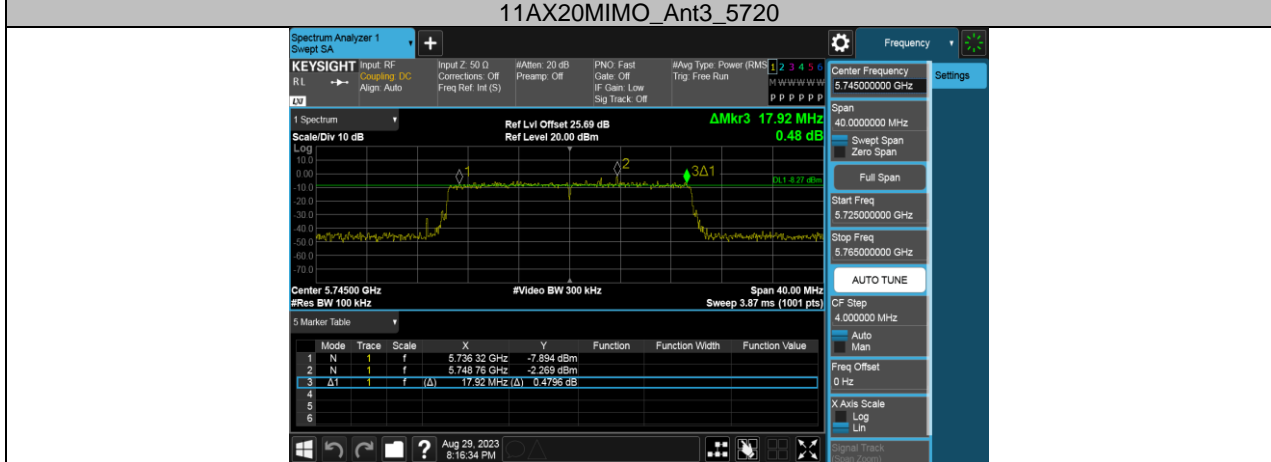 11AX20MIMO_Ant3_5720
Spectrum Analyzer 1
Swept SA
+
Frequency
KEYSIGHT
RL
LXI
Input: RF
Coupling: DC
Align: Auto
Input Z: 50 Ω
Corrections: Off
Freq Ref: Int (S)
#Atten: 20 dB
Preamp: Off
PNO: Fast
Gate: Off
IF Gain: Low
Sig Track: Off
#Avg Type: Power (RMS
Trig: Free Run
1 2 3 4 5 6
M W W W W W
P P P P P P
Center Frequency
5.745000000 GHz
Settings
Span
40.0000000 MHz
Swept Span
Zero Span
Full Span
Start Freq
5.725000000 GHz
Stop Freq
5.765000000 GHz
AUTO TUNE
CF Step
4.000000 MHz
Auto
Man
Freq Offset
0 Hz
X Axis Scale
Log
Lin
Signal Track
(Span Zoom)
1 Spectrum
Scale/Div 10 dB
Ref Lvl Offset 25.69 dB
Ref Level 20.00 dBm
ΔMkr3 17.92 MHz
0.48 dB
Log
10.0
0.00
-10.0
-20.0
-30.0
-40.0
-50.0
-60.0
-70.0
1
2
3Δ1
DL1 -8.27 dBm
Center 5.74500 GHz
#Video BW 300 kHz
Span 40.00 MHz
#Res BW 100 kHz
Sweep 3.87 ms (1001 pts)
5 Marker Table
Mode Trace Scale X Y Function Function Width Function Value
1 N 1 f 5.736 32 GHz -7.894 dBm
2 N 1 f 5.748 76 GHz -2.269 dBm
3 Δ1 1 f (Δ) 17.92 MHz (Δ) 0.4796 dB
4
5
6
?
Aug 29, 2023
8:16:34 PM